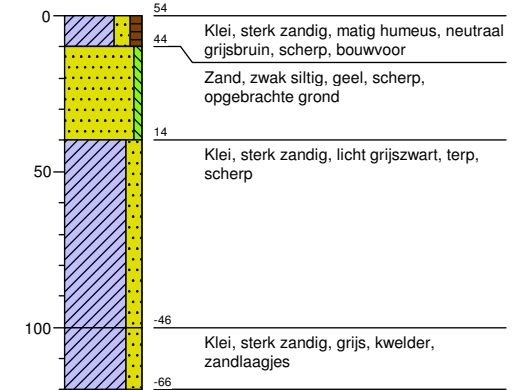 0
54
Klei, sterk zandig, matig humeus, neutraal
grijsbruin, scherp, bouwvoor
44
Zand, zwak siltig, geel, scherp,
opgebrachte grond
14
Klei, sterk zandig, licht grijszwart, terp,
scherp
50
100
-46
Klei, sterk zandig, grijs, kwelder,
zandlaagjes
-66